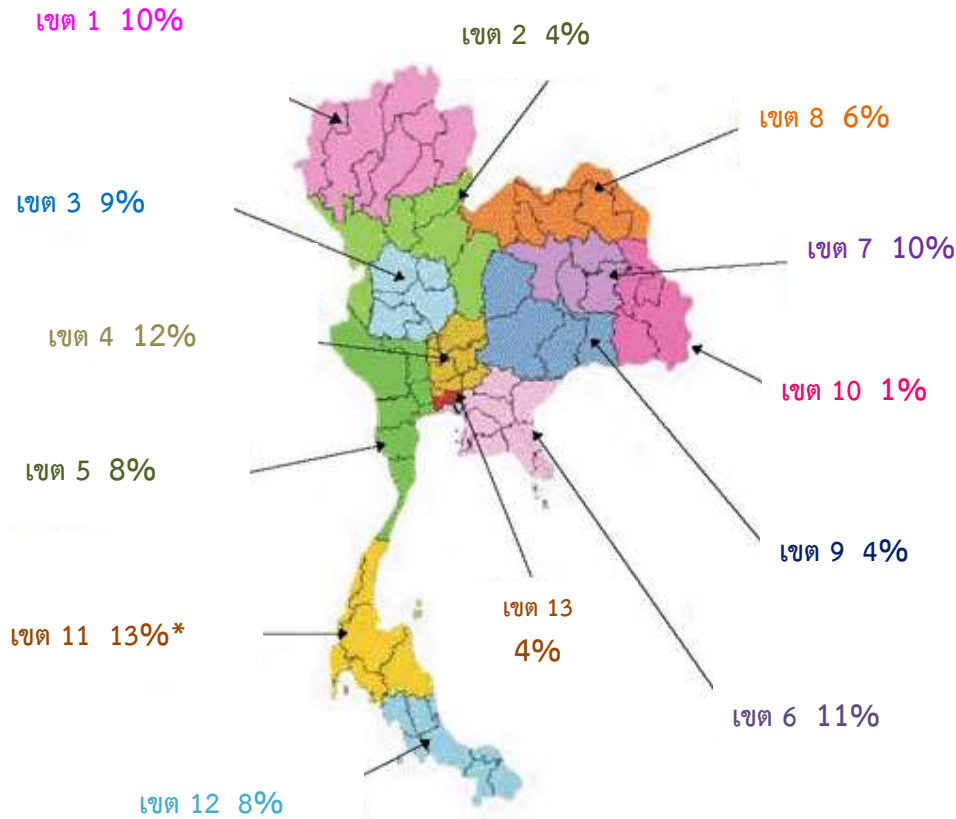 เขต 1 10%
เขต 2 4%
เขต 8 6%
เขต 3 9%
เขต 7 10%
เขต 4 12%
เขต 10 1%
เขต 5 8%
เขต 9 4%
เขต 13
4%
เขต 11 13%*
เขต 6 11%
เขต 12 8%